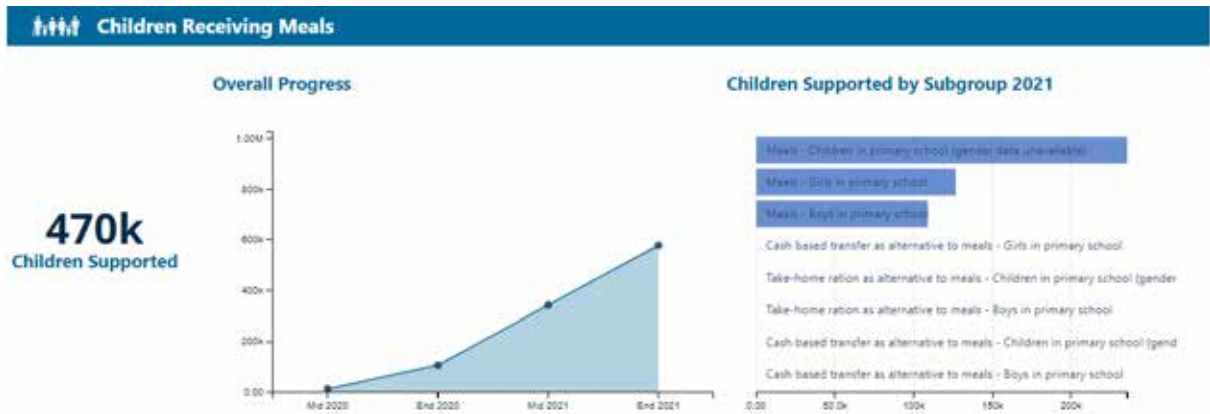 Children Receiving Meals
Overall Progress
Children Supported by Subgroup 2021
470k
Children Supported
1.00M
800k
600k
400k
200k
0.00
Mid 2020
End 2020
Mid 2021
End 2021
Meals - Children in primary school (gender data unavailable)
Meals - Girls in primary school
Meals - Boys in primary school
Cash based transfer as alternative to meals - Girls in primary school
Take-home ration as alternative to meals - Children in primary school (gender
Take-home ration as alternative to meals - Boys in primary school
Cash based transfer as alternative to meals - Children in primary school (gend
Cash based transfer as alternative to meals - Boys in primary school
0.00
50.0k
100k
150k
200k